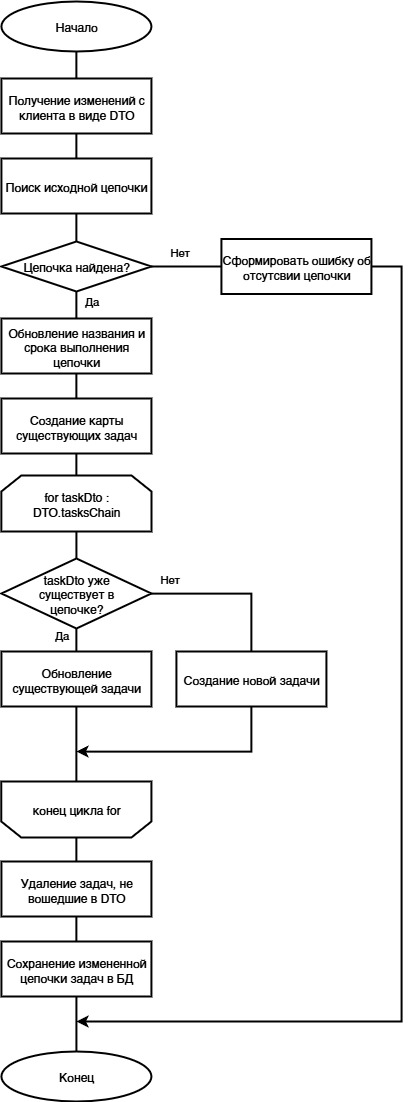 Начало
Получение изменений с
клиента в виде DTO
Поиск исходной цепочки
Цепочка найдена?
Нет
Сформировать ошибку об
отсутсвии цепочки
Да
Обновление названия и
срока выполнения
цепочки
Создание карты
существующих задач
for taskDto :
DTO.tasksChain
taskDto уже
существует в
цепочке?
Нет
Да
Обновление
существующей задачи
Создание новой задачи
конец цикла for
Удаление задач, не
вошедшие в DTO
Сохранение измененной
цепочки задач в БД
Конец